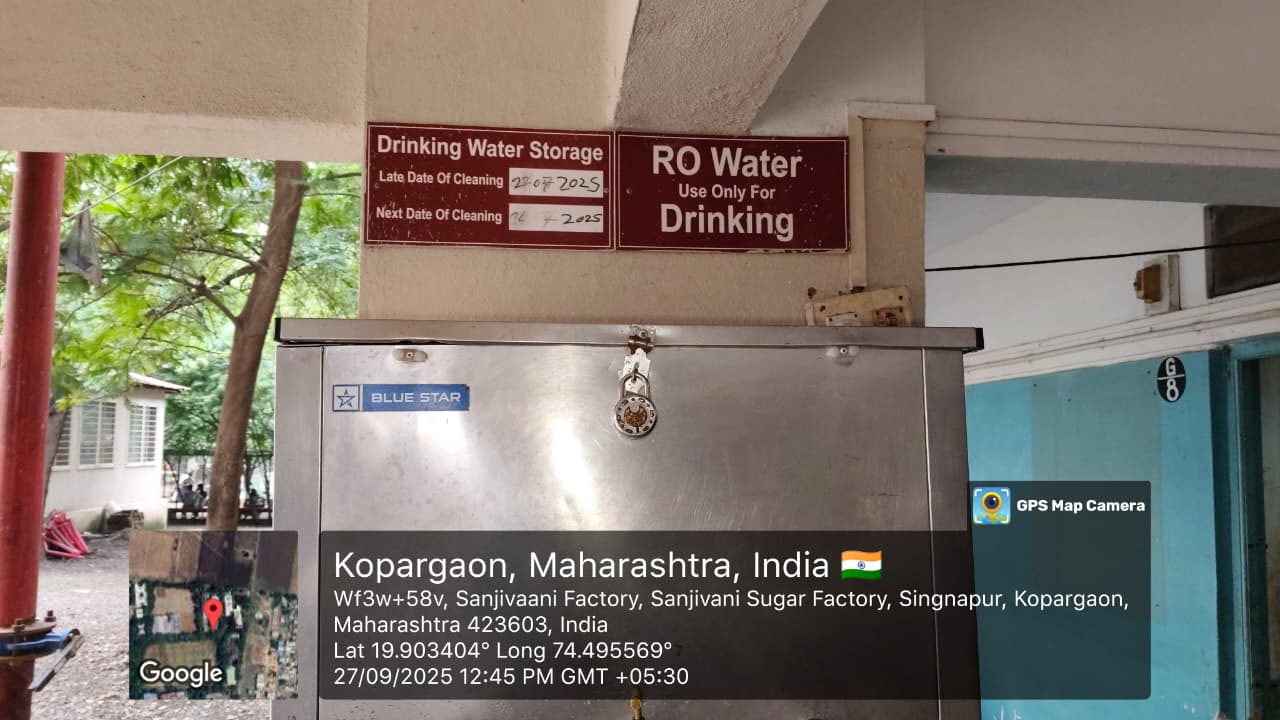 Drinking Water Storage
Late Date Of Cleaning 22 07 2025
Next Date Of Cleaning 2025
RO Water
Use Only For
Drinking
BLUE STAR
G
8
GPS Map Camera
Kopargaon, Maharashtra, India
Wf3w+58v, Sanjivaani Factory, Sanjivani Sugar Factory, Singnapur, Kopargaon,
Maharashtra 423603, India
Lat 19.903404° Long 74.495569°
27/09/2025 12:45 PM GMT +05:30
Google